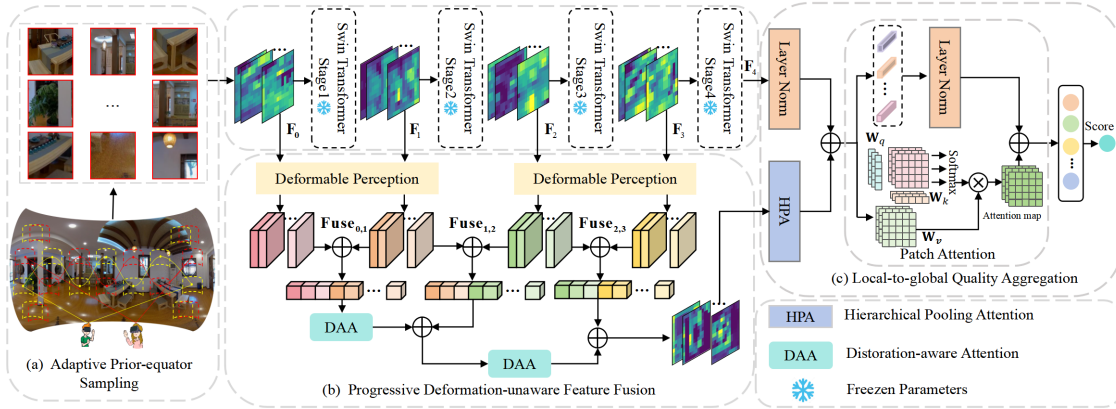 ...
(a) Adaptive Prior-equator
Sampling
Swin Transformer
Stage1
Swin Transformer
Stage2
Swin Transformer
Stage3
Swin Transformer
Stage4
F0
F1
F2
F3
F4
Deformable Perception
Deformable Perception
Fuse0,1
Fuse1,2
Fuse2,3
DAA
DAA
(b) Progressive Deformation-unaware Feature Fusion
Layer Norm
HPA
Layer Norm
Wq
Softmax
Wk
Wv
Attention map
Patch Attention
Score
(c) Local-to-global Quality Aggregation
HPA Hierarchical Pooling Attention
DAA Distoration-aware Attention
Freezen Parameters